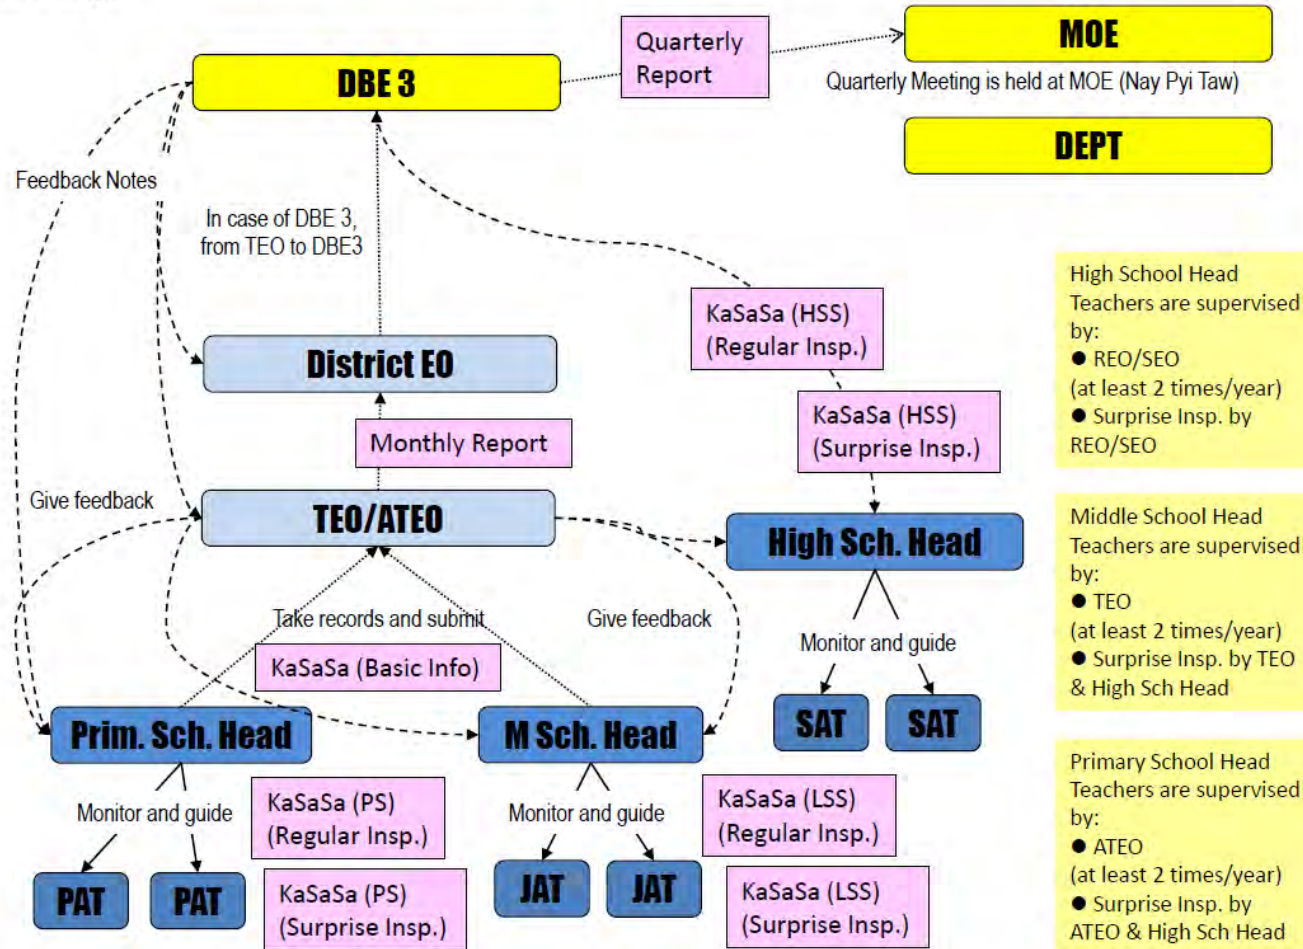 Quarterly
Report
MOE
DBE 3
Quarterly Meeting is held at MOE (Nay Pyi Taw)
DEPT
Feedback Notes
In case of DBE 3,
from TEO to DBE3
High School Head
Teachers are supervised
by:
● REO/SEO
(at least 2 times/year)
● Surprise Insp. by
REO/SEO
KaSaSa (HSS)
(Regular Insp.)
District EO
KaSaSa (HSS)
(Surprise Insp.)
Monthly Report
Give feedback
TEO/ATEO
High Sch. Head
Middle School Head
Teachers are supervised
by:
● TEO
(at least 2 times/year)
● Surprise Insp. by TEO
& High Sch Head
Take records and submit
Give feedback
Monitor and guide
KaSaSa (Basic Info)
SAT
SAT
Prim. Sch. Head
M Sch. Head
Primary School Head
Teachers are supervised
by:
● ATEO
(at least 2 times/year)
● Surprise Insp. by
ATEO & High Sch Head
Monitor and guide
KaSaSa (PS)
(Regular Insp.)
Monitor and guide
KaSaSa (LSS)
(Regular Insp.)
PAT
PAT
KaSaSa (PS)
(Surprise Insp.)
JAT
JAT
KaSaSa (LSS)
(Surprise Insp.)